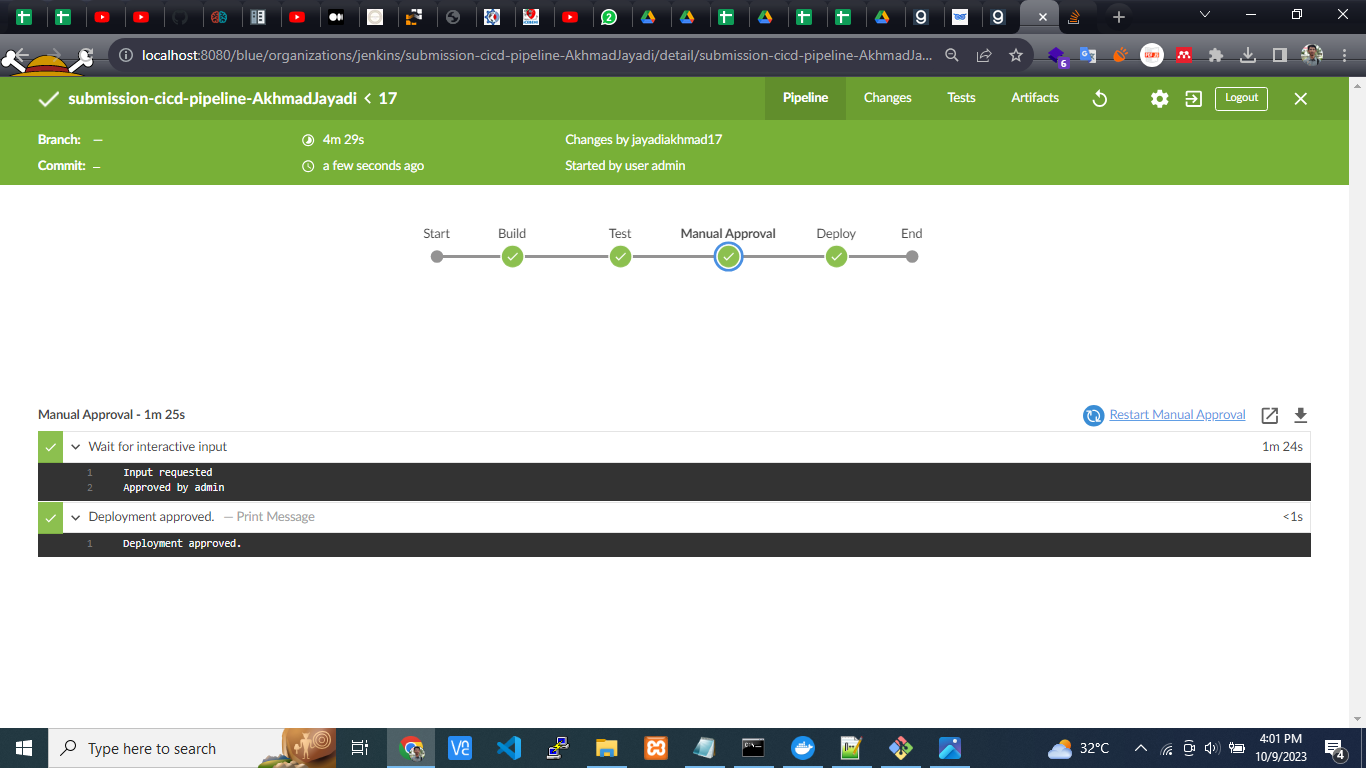 localhost:8080/blue/organizations/jenkins/submission-cicd-pipeline-AkhmadJayadi/detail/submission-cicd-pipeline-AkhmadJa...
6
submission-cicd-pipeline-AkhmadJayadi < 17
Pipeline
Changes
Tests
Artifacts
Logout
Branch: —
4m 29s
Changes by jayadiakhmad17
Commit: —
a few seconds ago
Started by user admin
Start
Build
Test
Manual Approval
Deploy
End
Manual Approval - 1m 25s
Restart Manual Approval
Wait for interactive input
1m 24s
1 Input requested
2 Approved by admin
Deployment approved. — Print Message
<1s
1 Deployment approved.
Type here to search
32°C
4:01 PM
10/9/2023
4